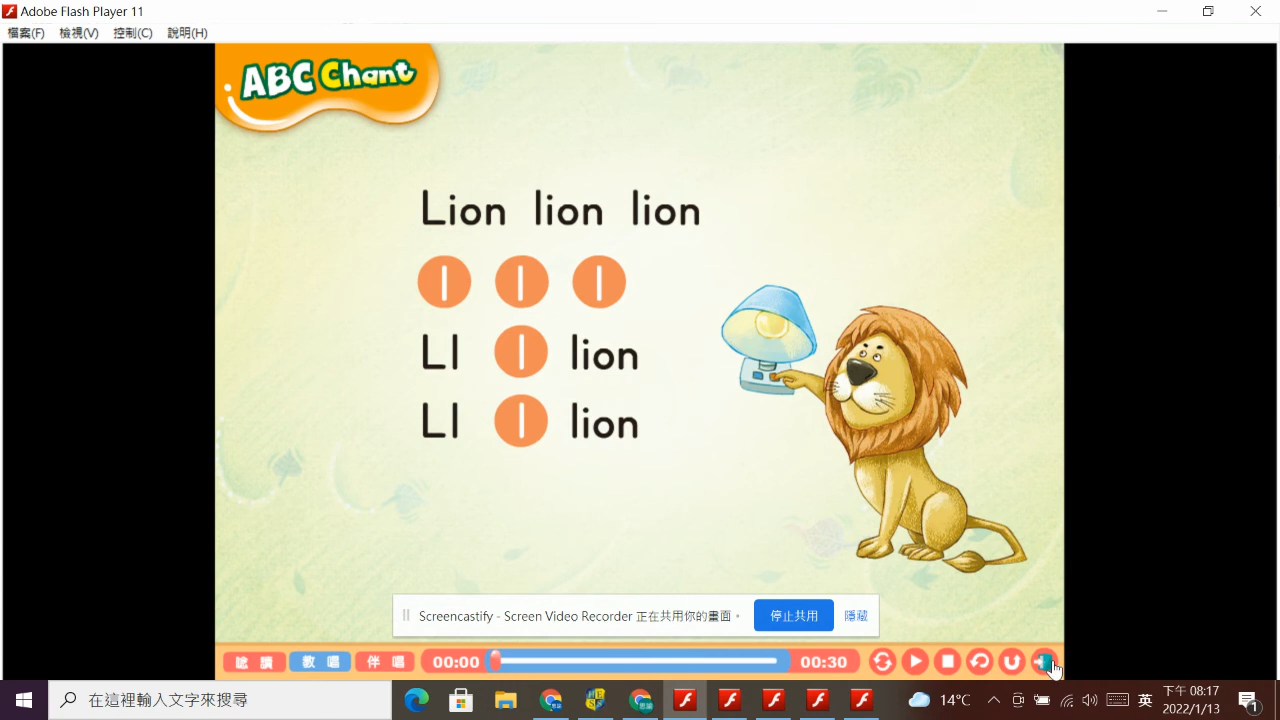 Adobe Flash Player 11
檔案(F) 檢視(V) 控制(C) 說明(H)
ABC Chant
Lion lion lion
l l l
Ll l lion
Ll l lion
Screencastify - Screen Video Recorder 正在共用你的畫面。 停止共用 隱藏
唸讀 教唱 伴唱 00:00 00:30
在這裡輸入文字來搜尋
14°C 英 下午 08:17
2022/1/13
1